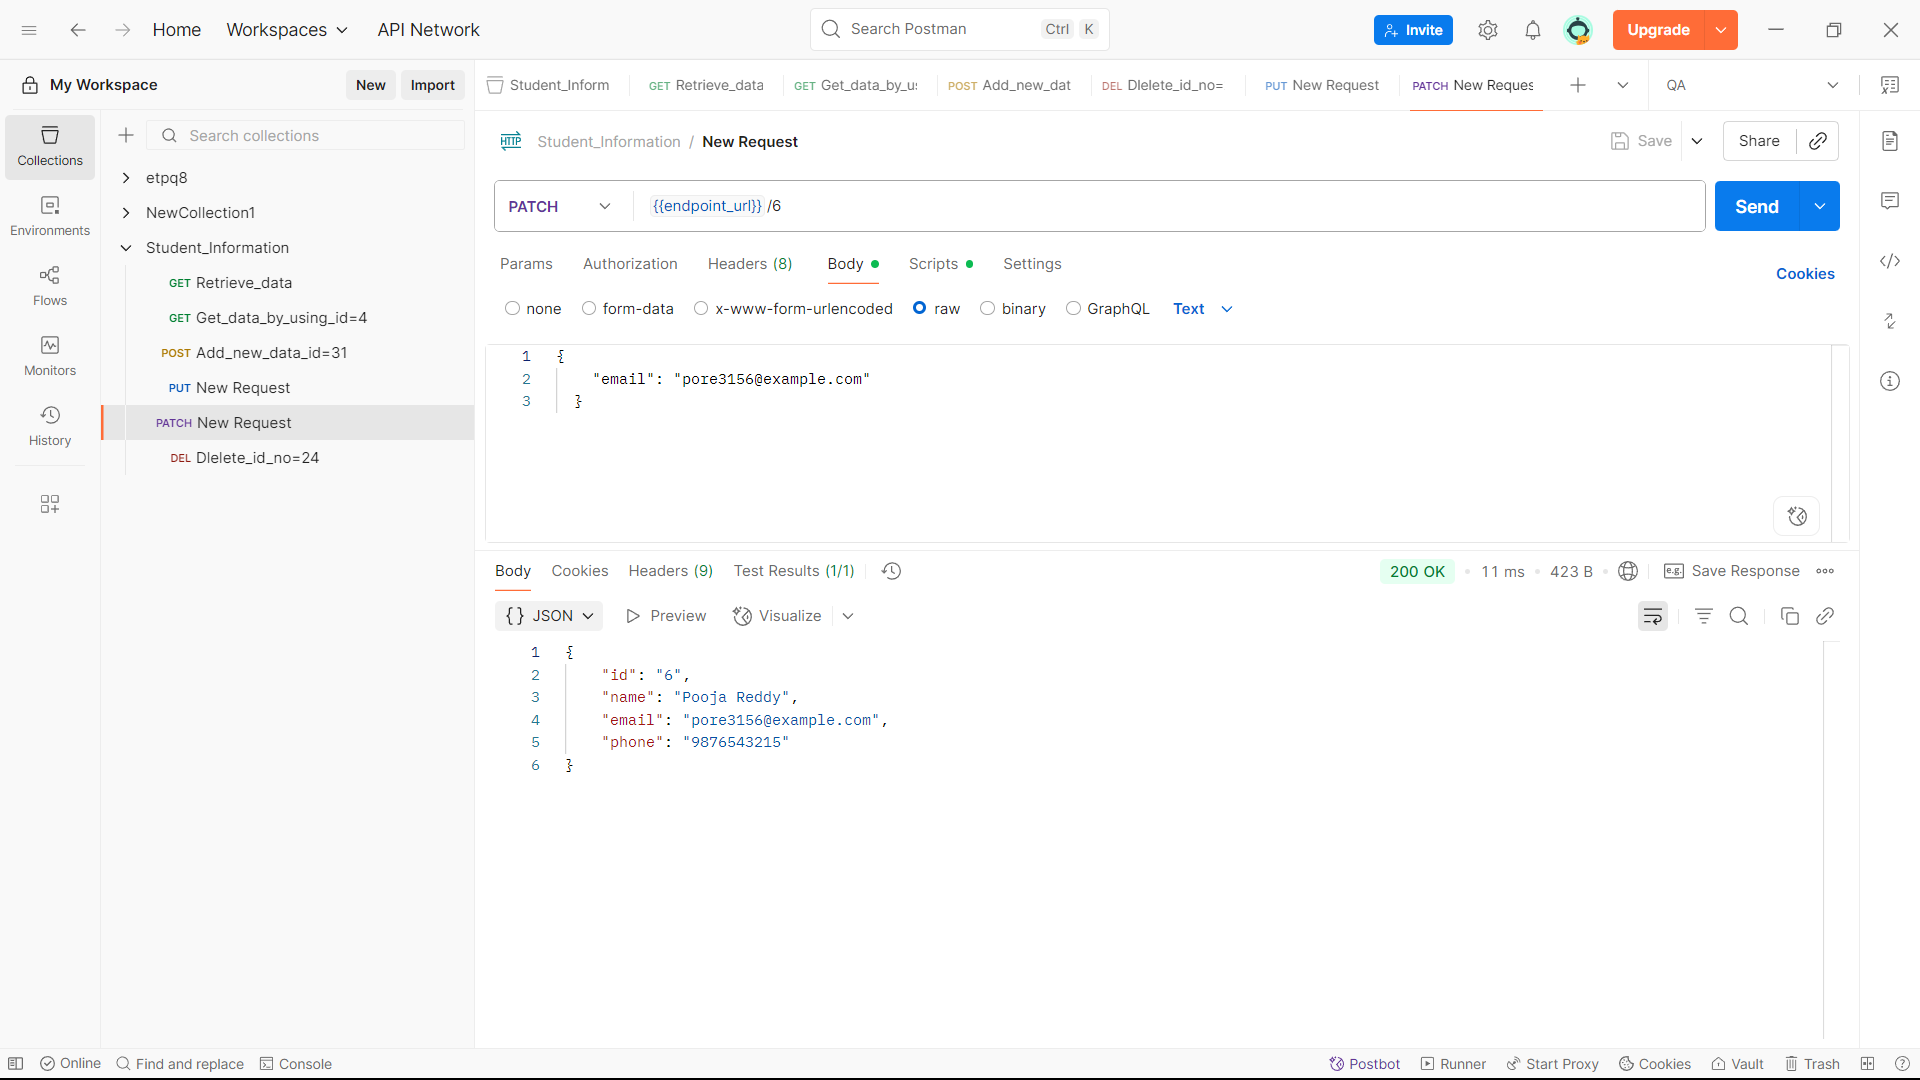 Home Workspaces API Network Search Postman Ctrl K Invite Upgrade
My Workspace New Import Student_Inform GET Retrieve_data GET Get_data_by_us POST Add_new_dat DEL Dlelete_id_no= PUT New Request PATCH New Reques QA
Collections
Environments
Flows
Monitors
History
Search collections
etpq8
NewCollection1
Student_Information
GET Retrieve_data
GET Get_data_by_using_id=4
POST Add_new_data_id=31
PUT New Request
PATCH New Request
DEL Dlelete_id_no=24
HTTP Student_Information / New Request Save Share
PATCH {{endpoint_url}} /6 Send
Params Authorization Headers (8) Body Scripts Settings Cookies
none form-data x-www-form-urlencoded raw binary GraphQL Text
1 {
2 "email": "pore3156@example.com"
3 }
Body Cookies Headers (9) Test Results (1/1) 200 OK 11 ms 423 B e.g. Save Response
{} JSON Preview Visualize
1 {
2 "id": "6",
3 "name": "Pooja Reddy",
4 "email": "pore3156@example.com",
5 "phone": "9876543215"
6 }
Online Find and replace Console Postbot Runner Start Proxy Cookies Vault Trash